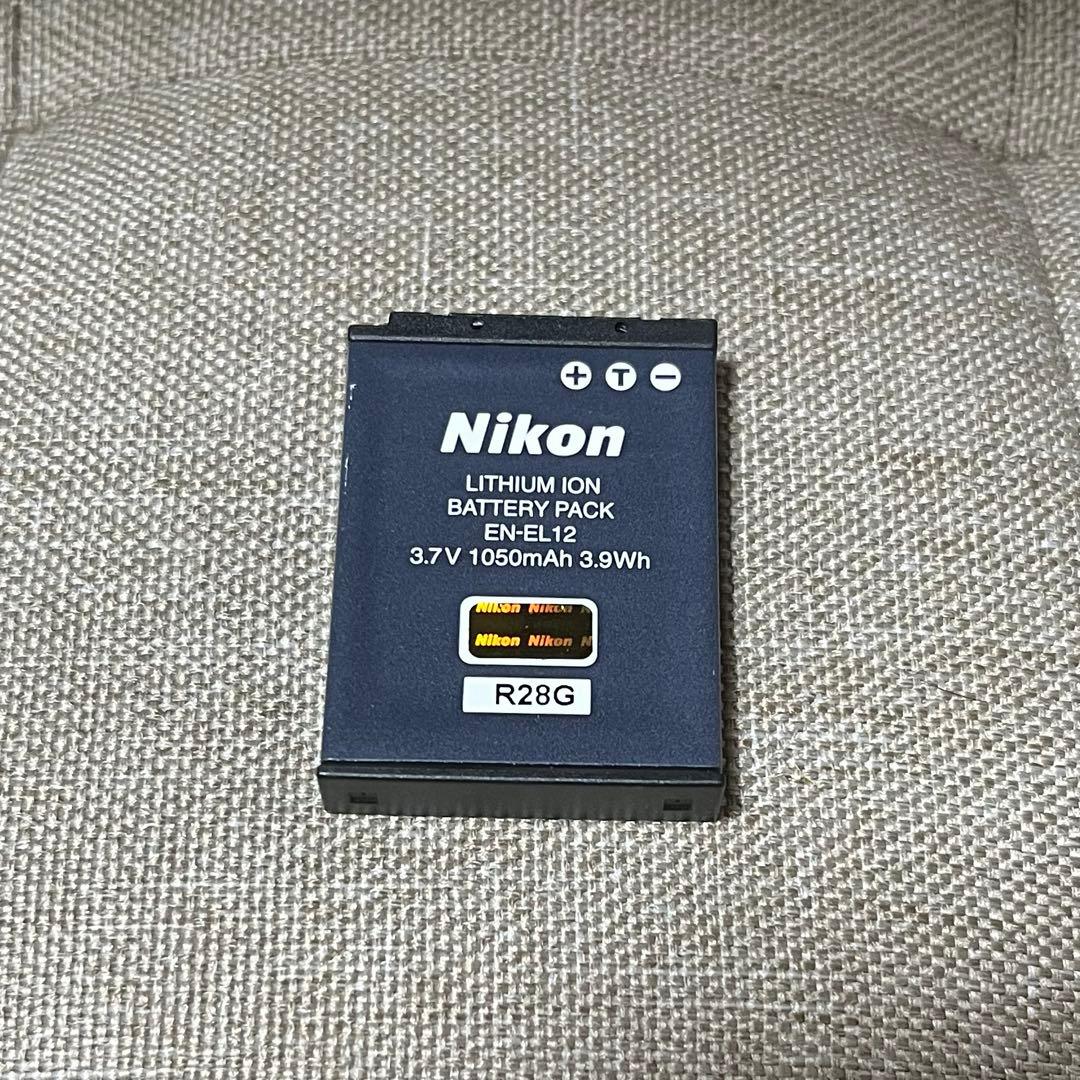 + T −
Nikon
LITHIUM ION
BATTERY PACK
EN-EL12
3.7V 1050mAh 3.9Wh
Nikon Nikon N
Nikon Nikon N
R28G